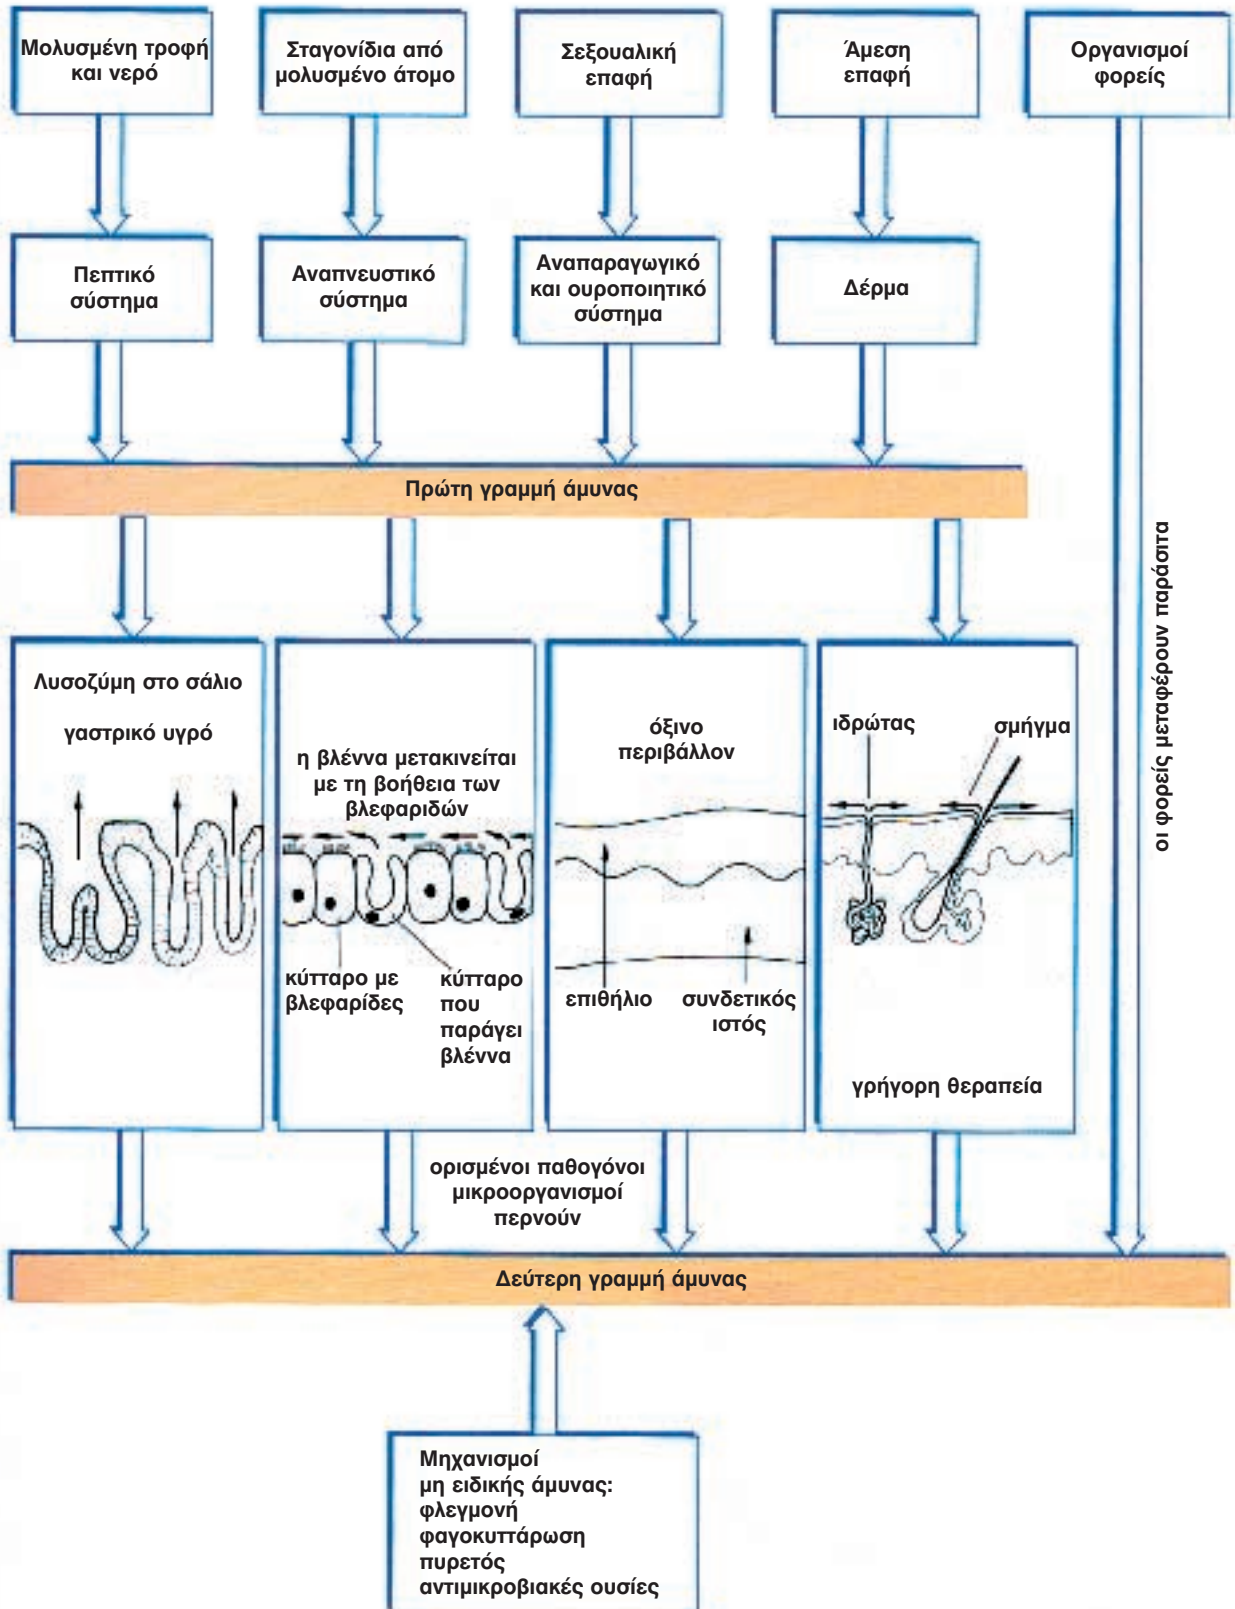 Μολυσμένη τροφή
και νερό
Σταγονίδια από
μολυσμένο άτομο
Σεξουαλική
επαφή
Άμεση
επαφή
Οργανισμοί
φορείς
Πεπτικό
σύστημα
Αναπνευστικό
σύστημα
Αναπαραγωγικό
και ουροποιητικό
σύστημα
Δέρμα
Πρώτη γραμμή άμυνας
οι φορείς μεταφέρουν παράσιτα
Λυσοζύμη στο σάλιο
γαστρικό υγρό
η βλέννα μετακινείται
με τη βοήθεια των
βλεφαριδών
κύτταρο με
βλεφαρίδες
κύτταρο
που
παράγει
βλέννα
όξινο
περιβάλλον
επιθήλιο
συνδετικός
ιστός
ιδρώτας
σμήγμα
γρήγορη θεραπεία
ορισμένοι παθογόνοι
μικροοργανισμοί
περνούν
Δεύτερη γραμμή άμυνας
Μηχανισμοί
μη ειδικής άμυνας:
φλεγμονή
φαγοκυττάρωση
πυρετός
αντιμικροβιακές ουσίες